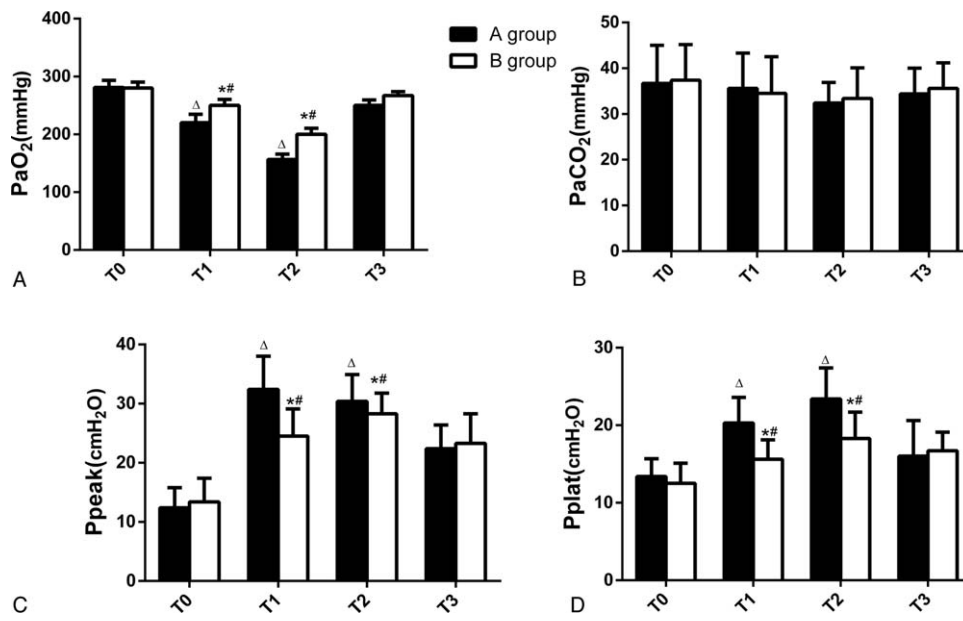 400
300
200
100
0
PaO₂(mmHg)
Δ
*#
Δ
*#
T0 T1 T2 T3
A
A group
B group
50
40
30
20
10
0
PaCO₂(mmHg)
T0 T1 T2 T3
B
40
30
20
10
0
Ppeak(cmH₂O)
Δ
*#
Δ
*#
T0 T1 T2 T3
C
30
20
10
0
Pplat(cmH₂O)
Δ
*#
Δ
*#
T0 T1 T2 T3
D